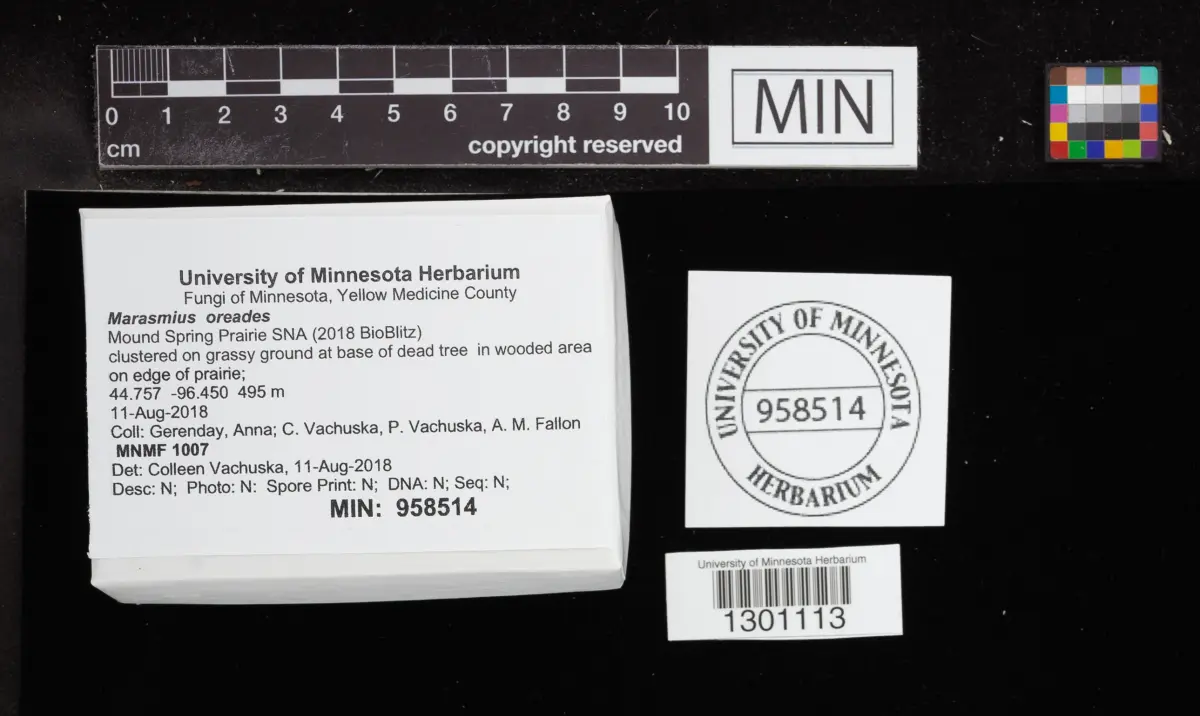 0 1 2 3 4 5 6 7 8 9 10
cm
copyright reserved
MIN
University of Minnesota Herbarium
Fungi of Minnesota, Yellow Medicine County
Marasmius oreades
Mound Spring Prairie SNA (2018 BioBlitz)
clustered on grassy ground at base of dead tree in wooded area
on edge of prairie;
44.757 -96.450 495 m
11-Aug-2018
Coll: Gerenday, Anna; C. Vachuska, P. Vachuska, A. M. Fallon
MNMF 1007
Det: Colleen Vachuska, 11-Aug-2018
Desc: N; Photo: N: Spore Print: N; DNA: N; Seq: N;
MIN: 958514
UNIVERSITY OF MINNESOTA
958514
HERBARIUM
University of Minnesota Herbarium
1301113